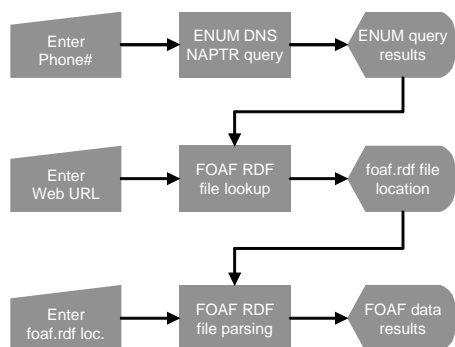 Enter
Phone#
ENUM DNS
NAPTR query
ENUM query
results
Enter
Web URL
FOAF RDF
file lookup
foaf.rdf file
location
Enter
foaf.rdf loc.
FOAF RDF
file parsing
FOAF data
results